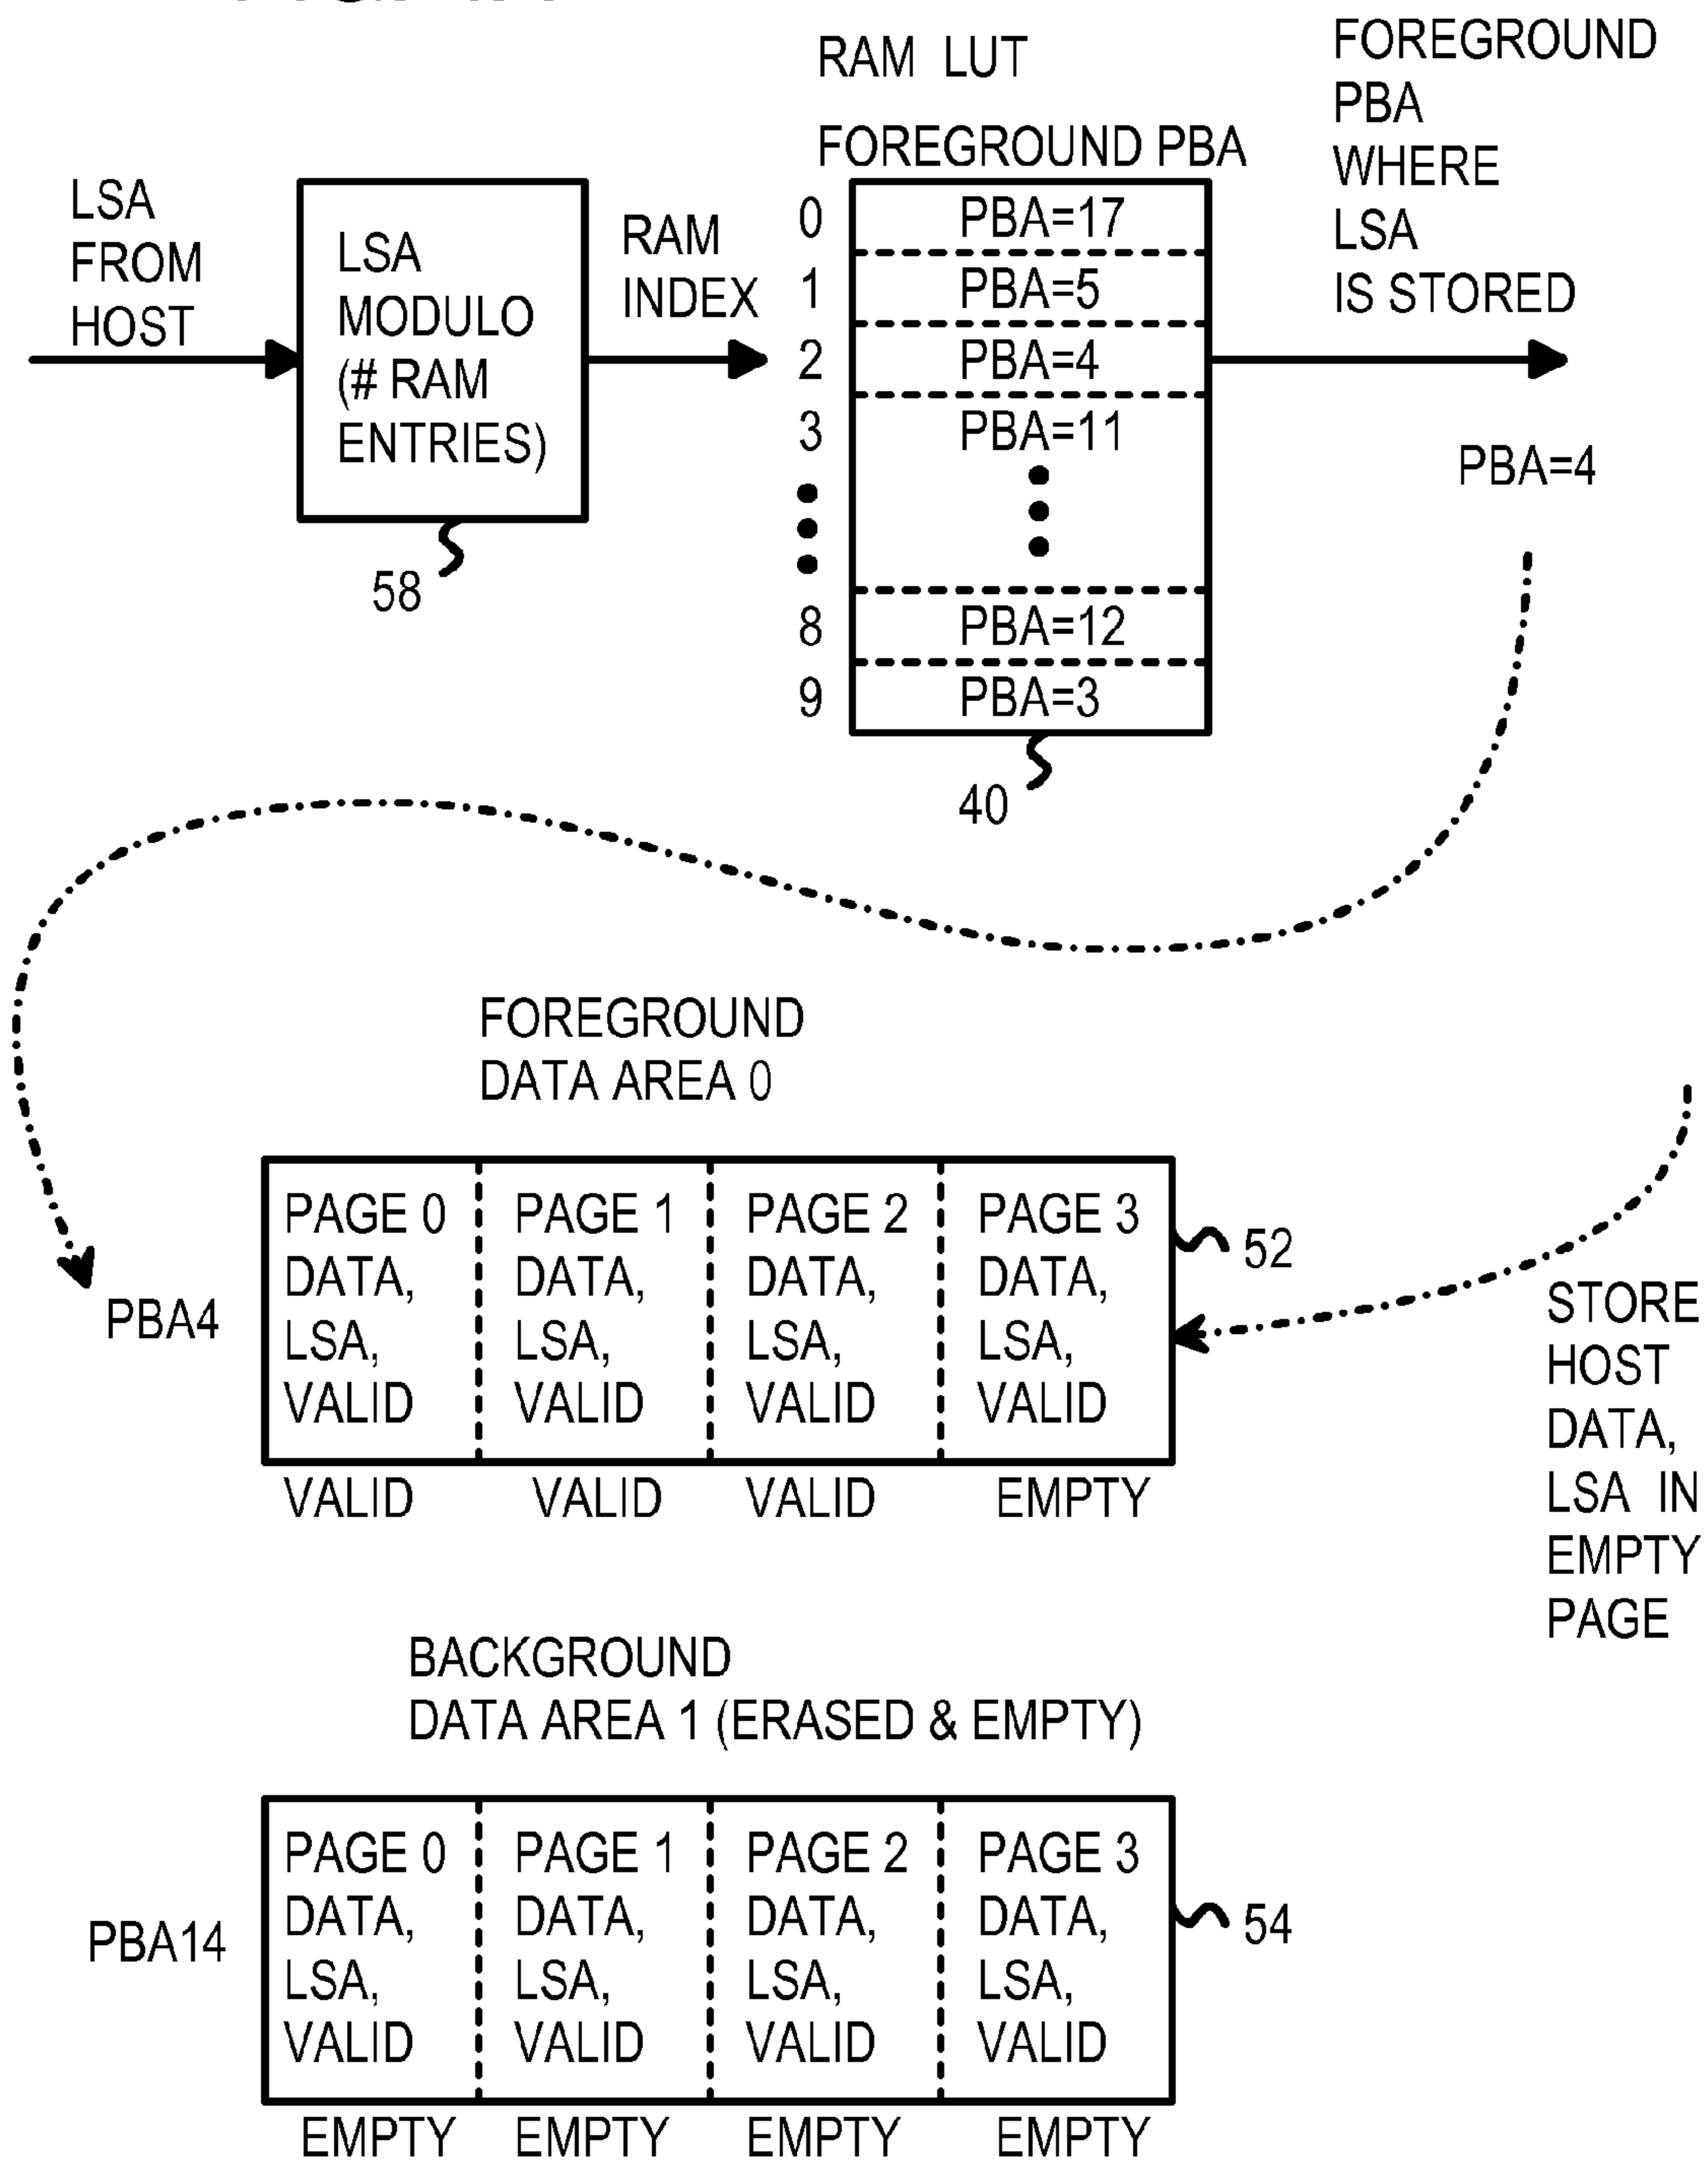 RAM LUT
FOREGROUND PBA
FOREGROUND
PBA
WHERE
LSA
IS STORED
LSA
FROM
HOST
LSA
MODULO
(# RAM
ENTRIES)
58
RAM
INDEX
0 PBA=17
1 PBA=5
2 PBA=4
3 PBA=11
8 PBA=12
9 PBA=3
40
PBA=4
FOREGROUND
DATA AREA 0
PBA4
PAGE 0 PAGE 1 PAGE 2 PAGE 3
DATA, DATA, DATA, DATA,
LSA, LSA, LSA, LSA,
VALID VALID VALID VALID
52
VALID VALID VALID EMPTY
STORE
HOST
DATA,
LSA IN
EMPTY
PAGE
BACKGROUND
DATA AREA 1 (ERASED & EMPTY)
PBA14
PAGE 0 PAGE 1 PAGE 2 PAGE 3
DATA, DATA, DATA, DATA,
LSA, LSA, LSA, LSA,
VALID VALID VALID VALID
54
EMPTY EMPTY EMPTY EMPTY